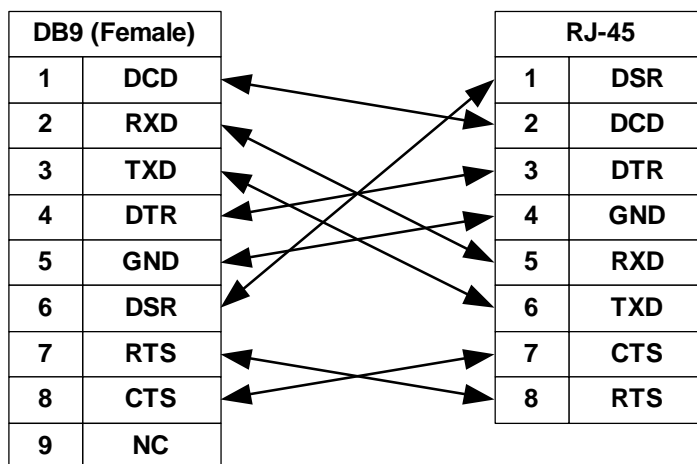 DB9 (Female) RJ-45
1 DCD 1 DSR
2 RXD 2 DCD
3 TXD 3 DTR
4 DTR 4 GND
5 GND 5 RXD
6 DSR 6 TXD
7 RTS 7 CTS
8 CTS 8 RTS
9 NC